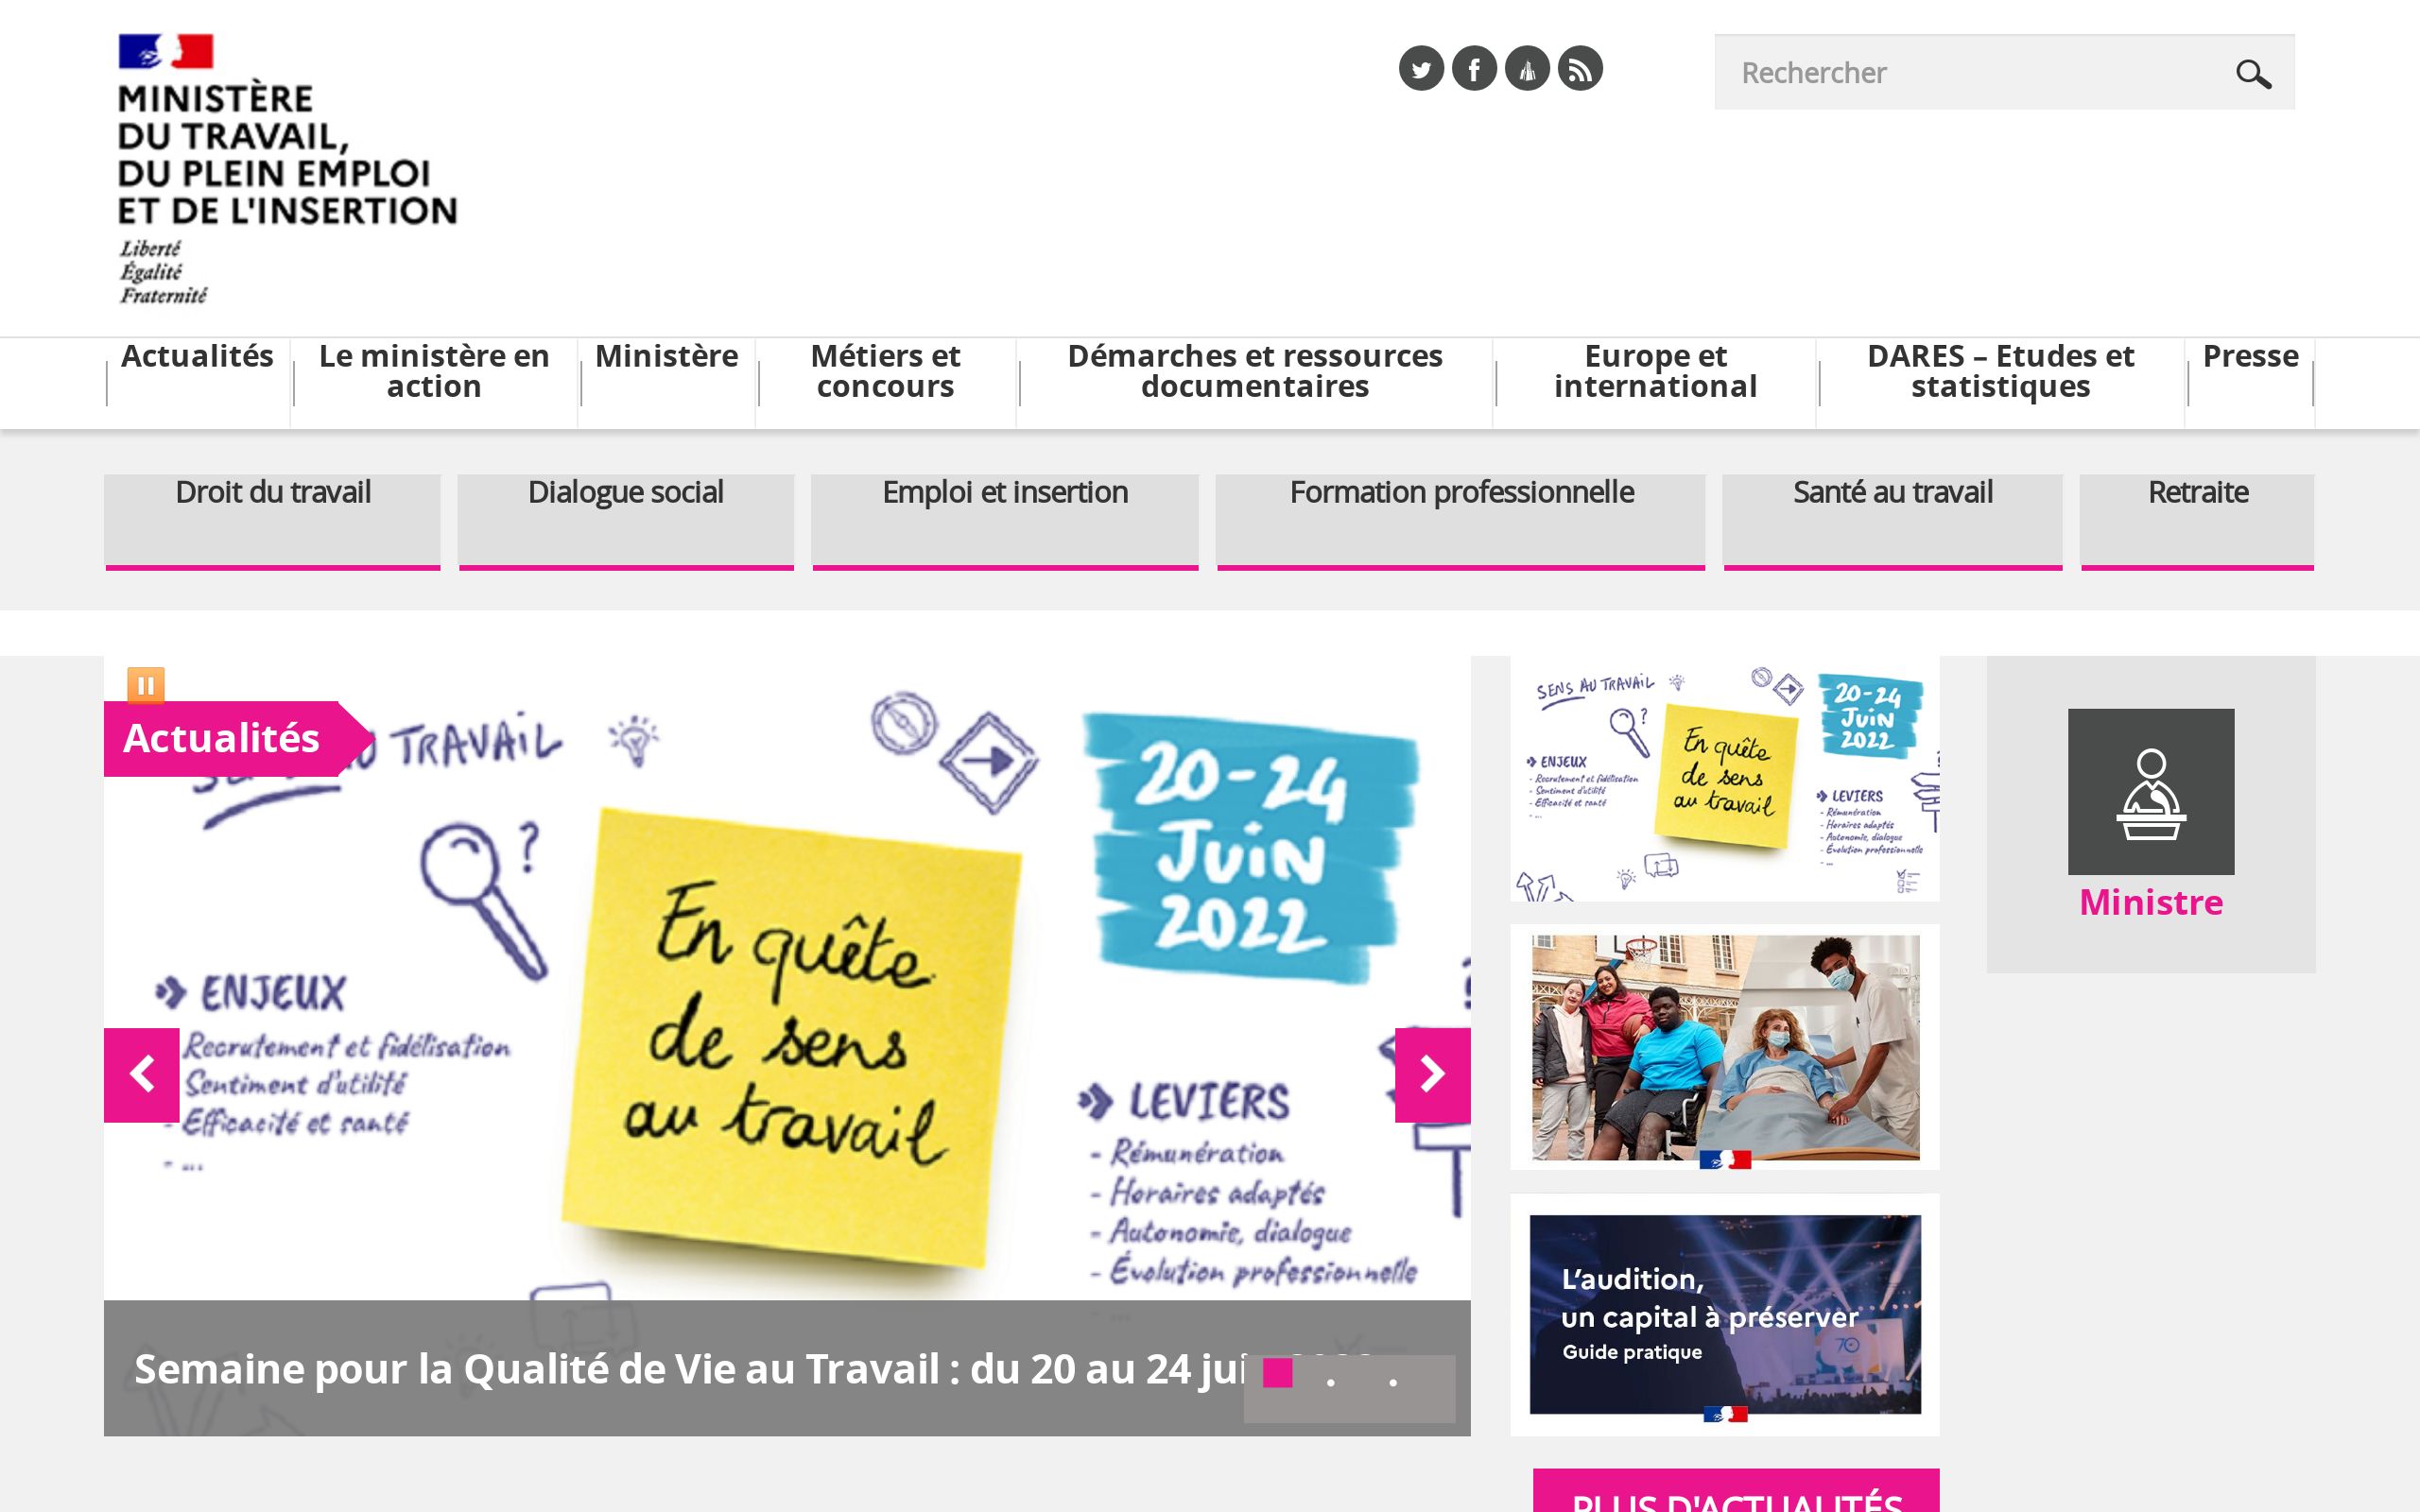 MINISTÈRE
DU TRAVAIL,
DU PLEIN EMPLOI
ET DE L'INSERTION
Liberté
Égalité
Fraternité
Rechercher
Actualités
Le ministère en
action
Ministère
Métiers et
concours
Démarches et ressources
documentaires
Europe et
international
DARES – Etudes et
statistiques
Presse
Droit du travail
Dialogue social
Emploi et insertion
Formation professionnelle
Santé au travail
Retraite
Actualités
TRAVAIL
20-24
JUIN
2022
?
En quête
de sens
au travail
ENJEUX
Recrutement et fidélisation
Sentiment d'utilité
- Efficacité et santé
- ...
LEVIERS
- Rémunération
- Horaires adaptés
- Autonomie, dialogue
- Évolution professionnelle
Semaine pour la Qualité de Vie au Travail : du 20 au 24
SENS AU TRAVAIL
20-24
JUIN
2022
?
En quête
de sens
au travail
ENJEUX
- Recrutement et fidélisation
- Sentiment d'utilité
- Efficacité et santé
- ...
LEVIERS
- Rémunération
- Horaires adaptés
- Autonomie, dialogue
- Évolution professionnelle
- ...
L'audition,
un capital à préserver
Guide pratique
70
Ministre
PLUS D'ACTUALITÉS